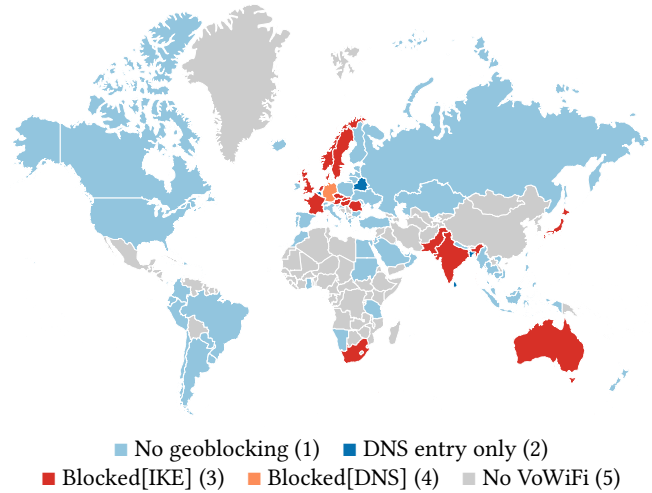 No geoblocking (1) DNS entry only (2)
Blocked[IKE] (3) Blocked[DNS] (4) No VoWiFi (5)